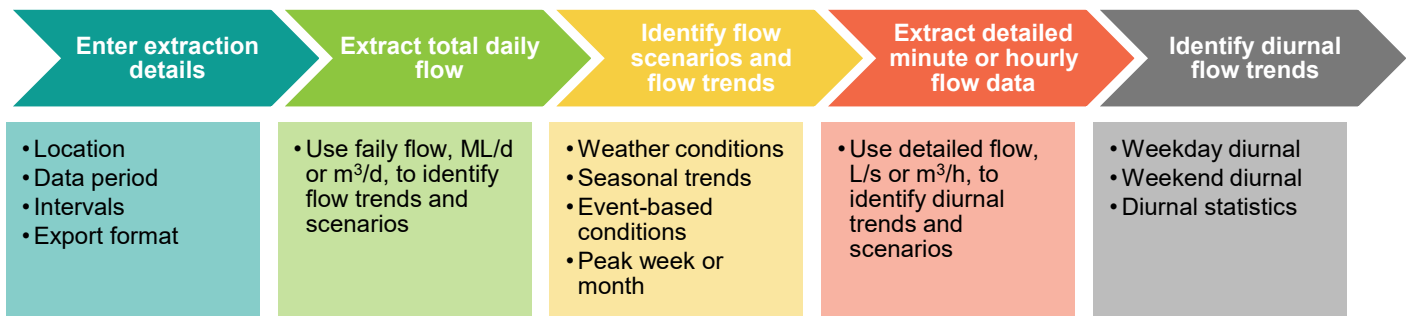 Enter extraction
details
Extract total daily
flow
Identify flow
scenarios and
flow trends
Extract detailed
minute or hourly
flow data
Identify diurnal
flow trends
•Location
•Data period
•Intervals
•Export format
•Use faily flow, ML/d
or m³/d, to identify
flow trends and
scenarios
•Weather conditions
•Seasonal trends
•Event-based
conditions
•Peak week or
month
•Use detailed flow,
L/s or m³/h, to
identify diurnal
trends and
scenarios
•Weekday diurnal
•Weekend diurnal
•Diurnal statistics